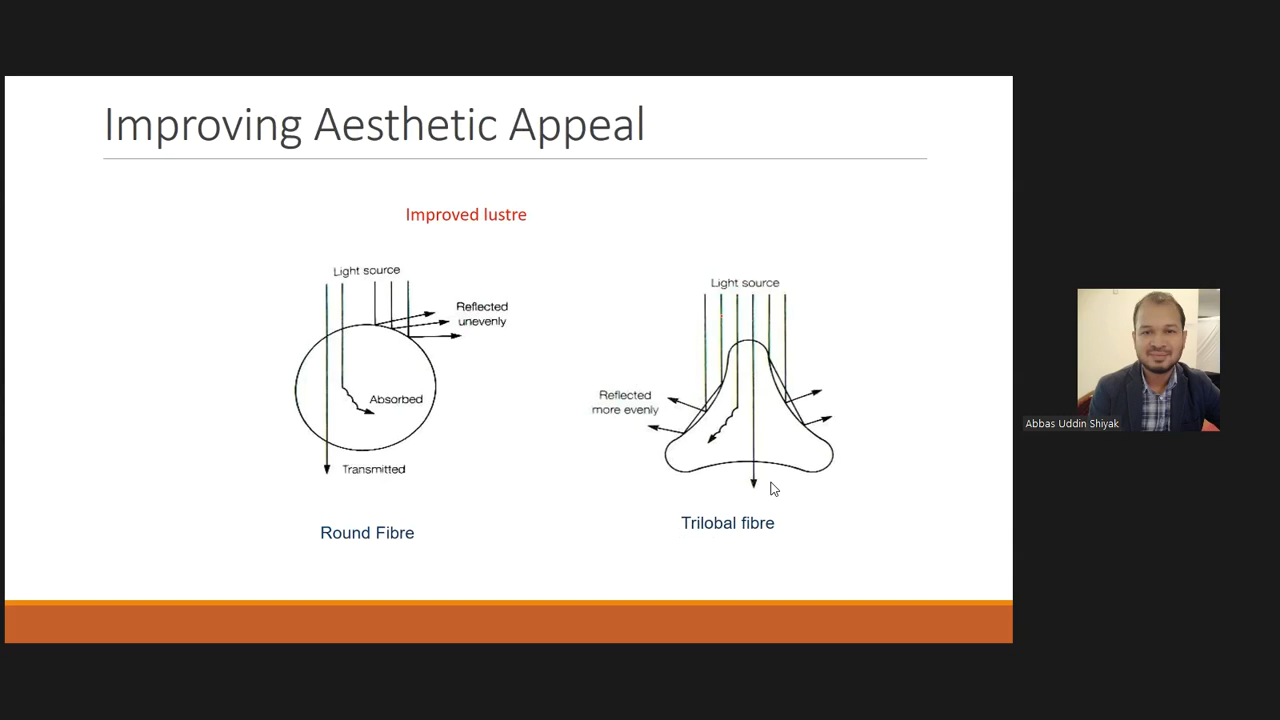 Improving Aesthetic Appeal
Improved lustre
Light source
Reflected
unevenly
Absorbed
Transmitted
Round Fibre
Light source
Reflected
more evenly
Trilobal fibre
Abbas Uddin Shiyak